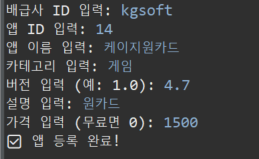 배급사 ID 입력: kgsoft
앱 ID 입력: 14
앱 이름 입력: 케이지원카드
카테고리 입력: 게임
버전 입력 (예: 1.0): 4.7
설명 입력: 원카드
가격 입력 (무료면 0): 1500
☑ 앱 등록 완료!